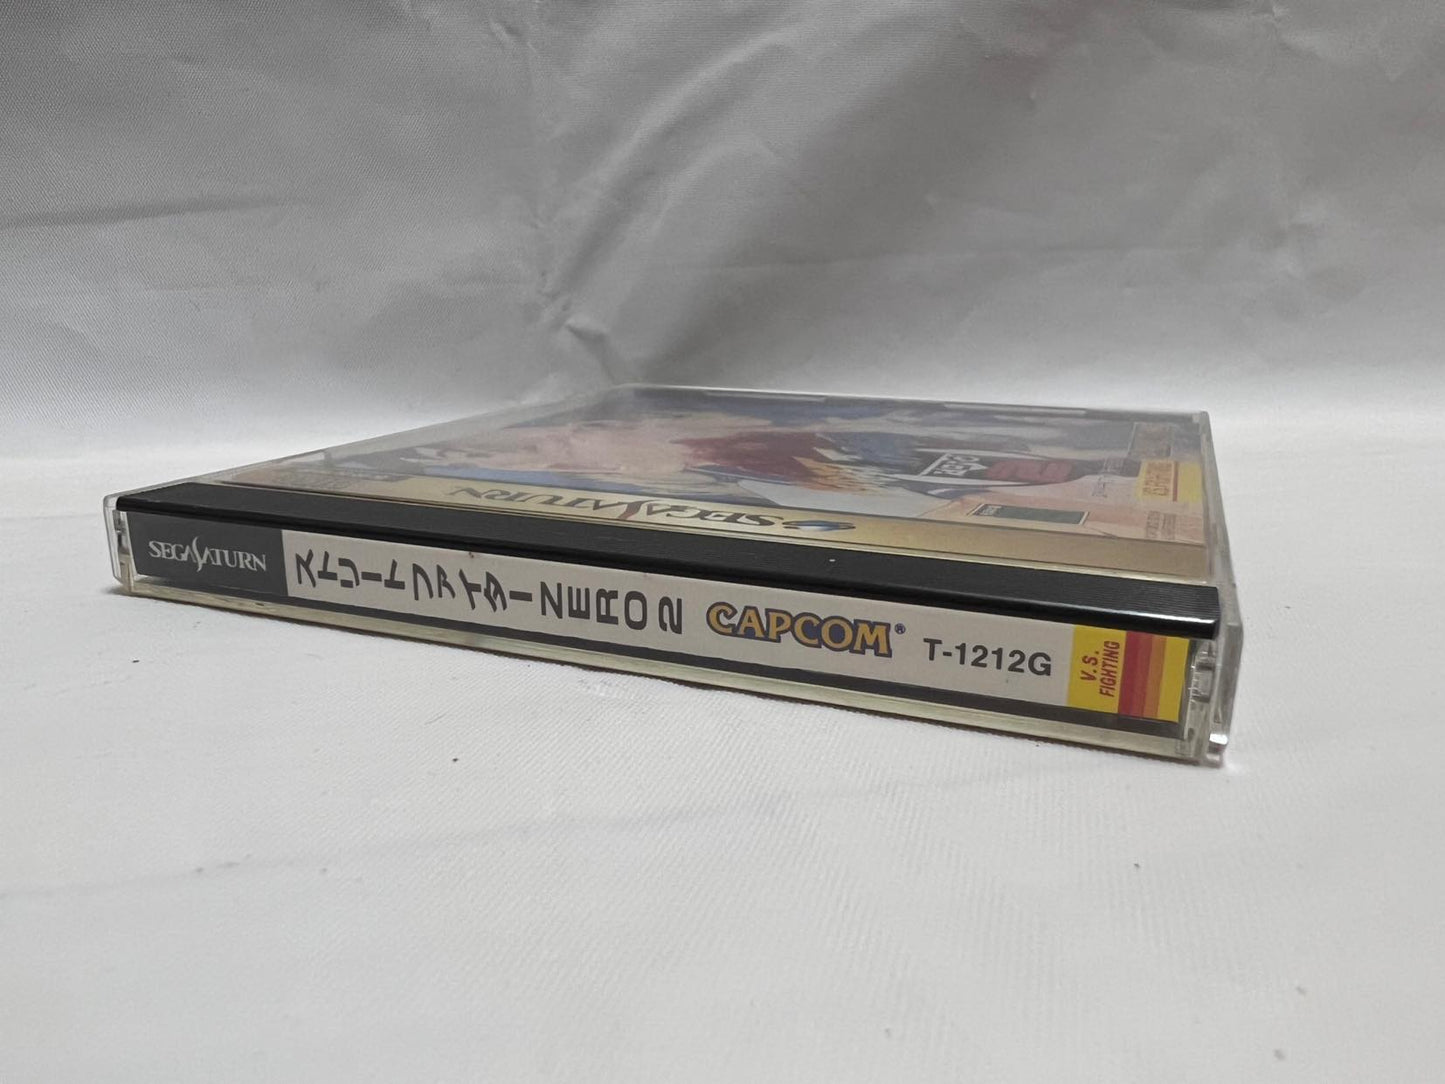 SEGA SATURN
ストリートファイターZERO 2
CAPCOM®
T-1212G
V.S.
FIGHTING
SEGA SATURN